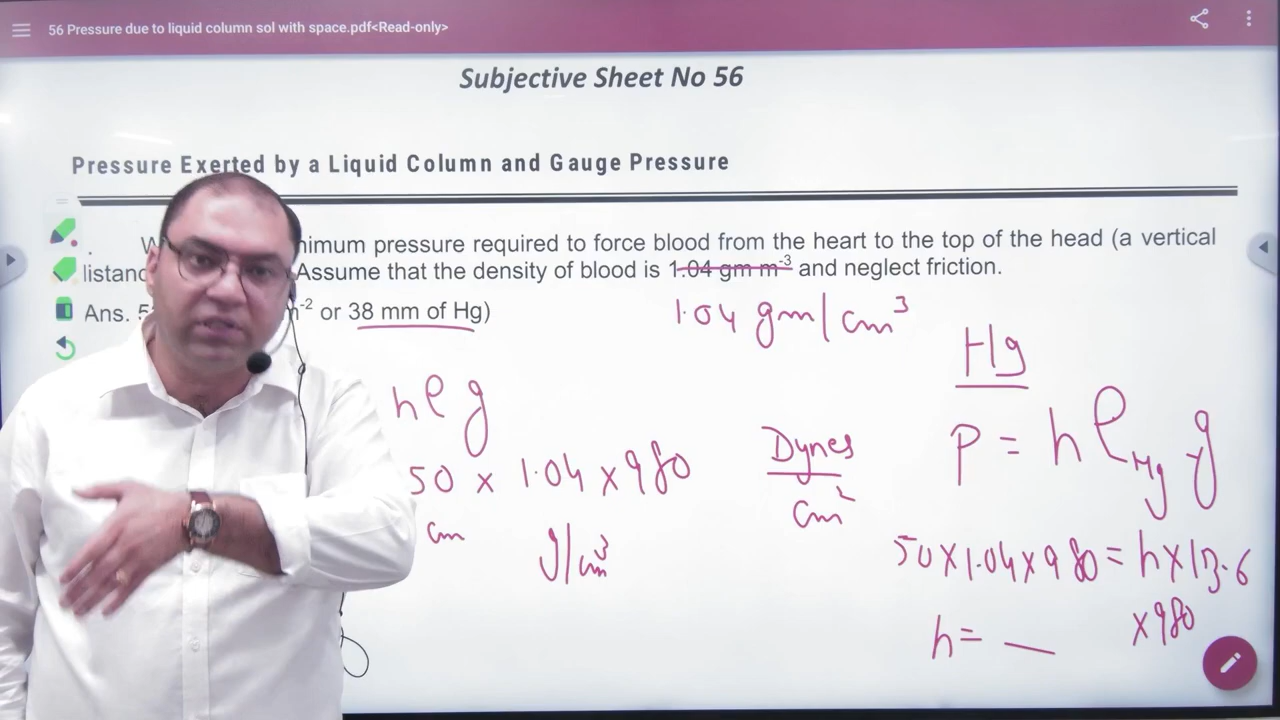 56 Pressure due to liquid column sol with space.pdf<Read-only>
Subjective Sheet No 56
Pressure Exerted by a Liquid Column and Gauge Pressure
pressure required to force blood from the heart to the top of the head (a vertical
Assume that the density of blood is 1.04 gm m⁻³ and neglect friction.
Ans. or 38 mm of Hg)
1.04 gm/cm³
Hg
hρg
Dynes
cm²
P = hρHg g
50 × 1.04 × 980
cm g/cm³
50×1.04×980 = h×13.6
×980
h = —